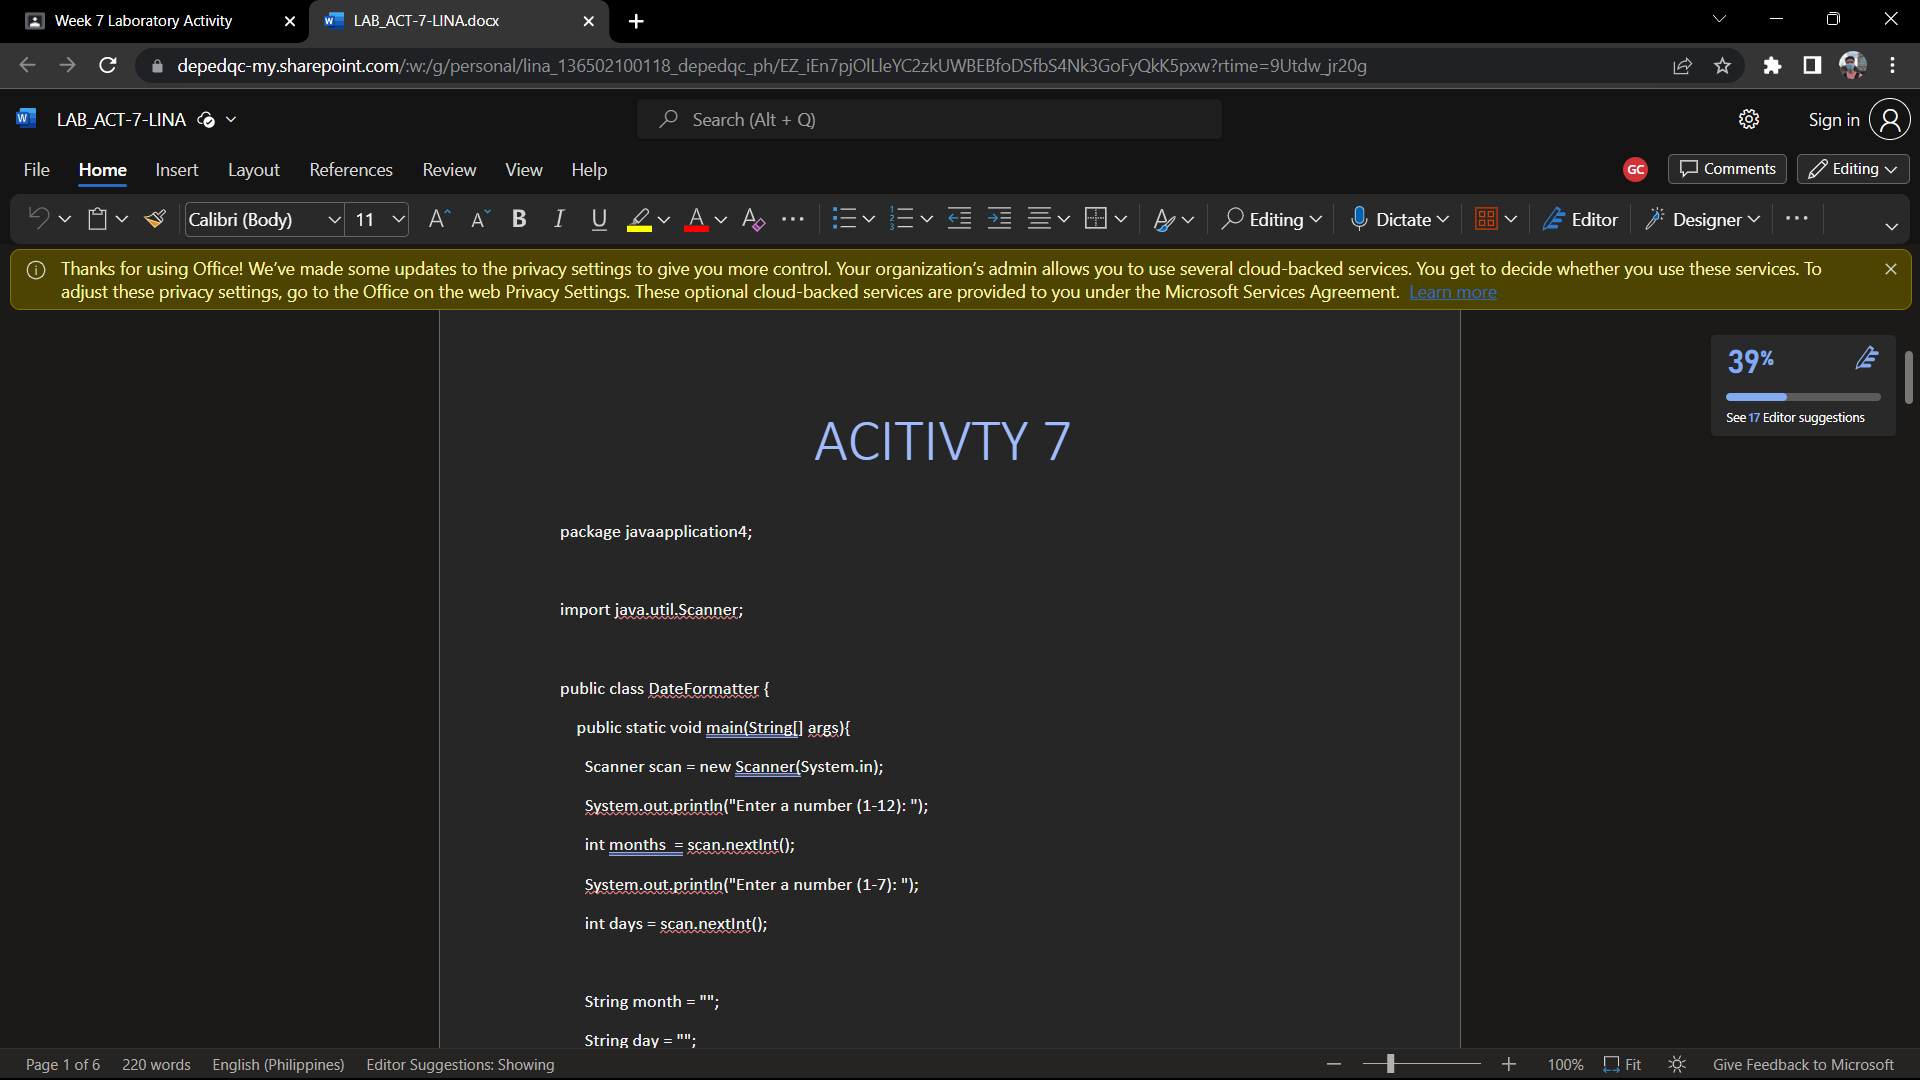 Week 7 Laboratory Activity
LAB_ACT-7-LINA.docx
depedqc-my.sharepoint.com/:w:/g/personal/lina_136502100118_depedqc_ph/EZ_iEn7pjOlLleYC2zkUWBEBfoDSfbS4Nk3GoFyQkK5pxw?rtime=9Utdw_jr20g
LAB_ACT-7-LINA
Search (Alt + Q)
Sign in
File Home Insert Layout References Review View Help
GC Comments Editing
Calibri (Body) 11 Editing Dictate Editor Designer
Thanks for using Office! We've made some updates to the privacy settings to give you more control. Your organization's admin allows you to use several cloud-backed services. You get to decide whether you use these services. To
adjust these privacy settings, go to the Office on the web Privacy Settings. These optional cloud-backed services are provided to you under the Microsoft Services Agreement. Learn more
39%
See 17 Editor suggestions
ACITIVTY 7
package javaapplication4;
import java.util.Scanner;
public class DateFormatter {
public static void main(String[] args){
Scanner scan = new Scanner(System.in);
System.out.println("Enter a number (1-12): ");
int months  = scan.nextInt();
System.out.println("Enter a number (1-7): ");
int days = scan.nextInt();
String month = "";
String day = "";
Page 1 of 6 220 words English (Philippines) Editor Suggestions: Showing 100% Fit Give Feedback to Microsoft